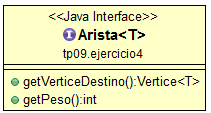 <<Java Interface>>
Arista<T>
tp09.ejercicio4
getVerticeDestino():Vertice<T>
getPeso():int